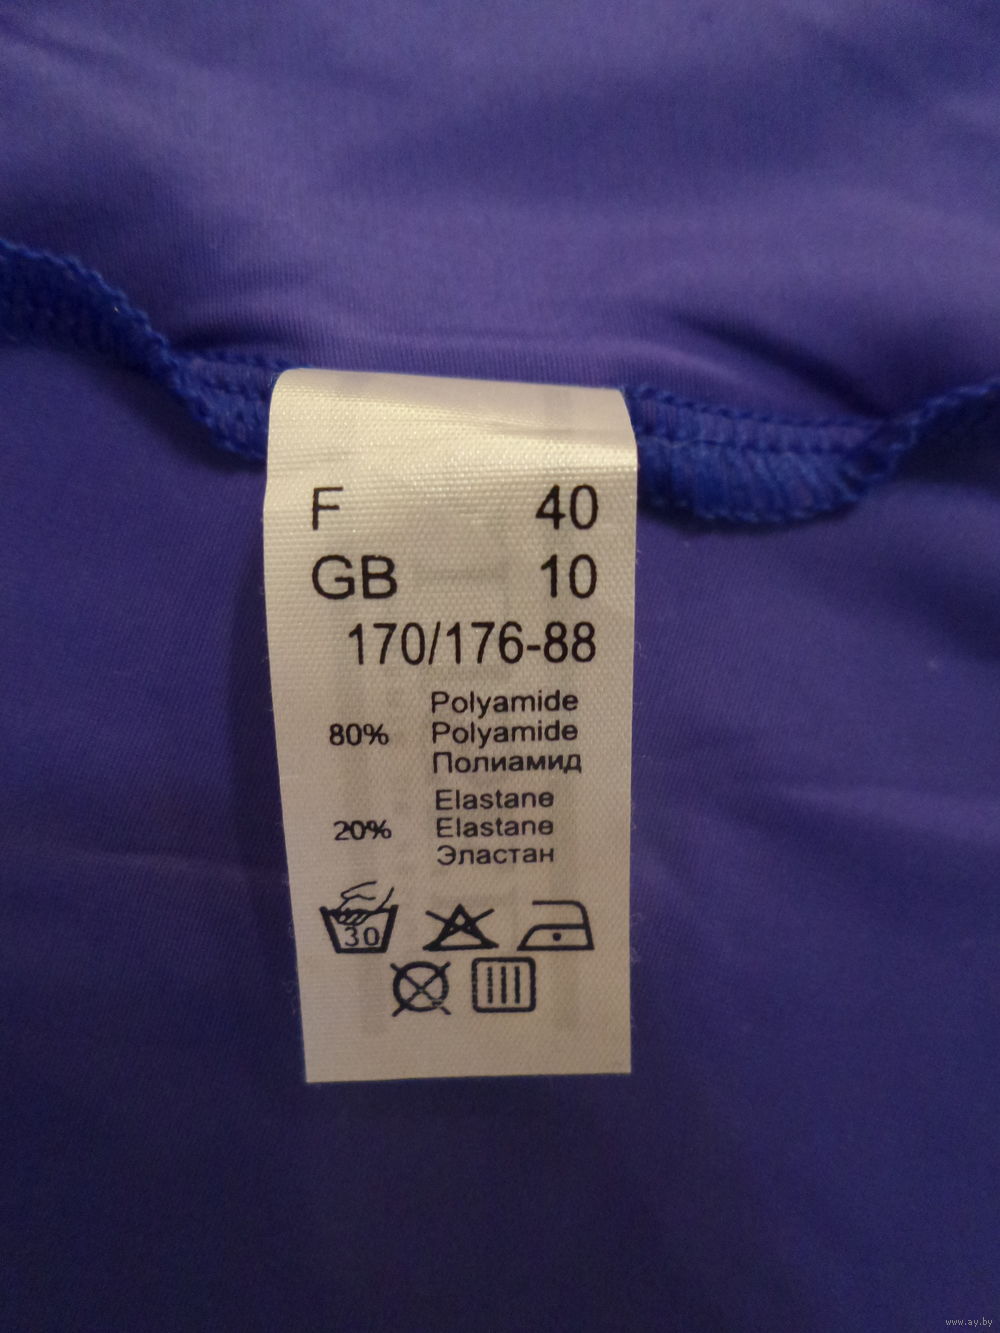 F 40
GB 10
170/176-88
Polyamide
80% Polyamide
Полиамид
Elastane
20% Elastane
Эластан
30
www.ay.by